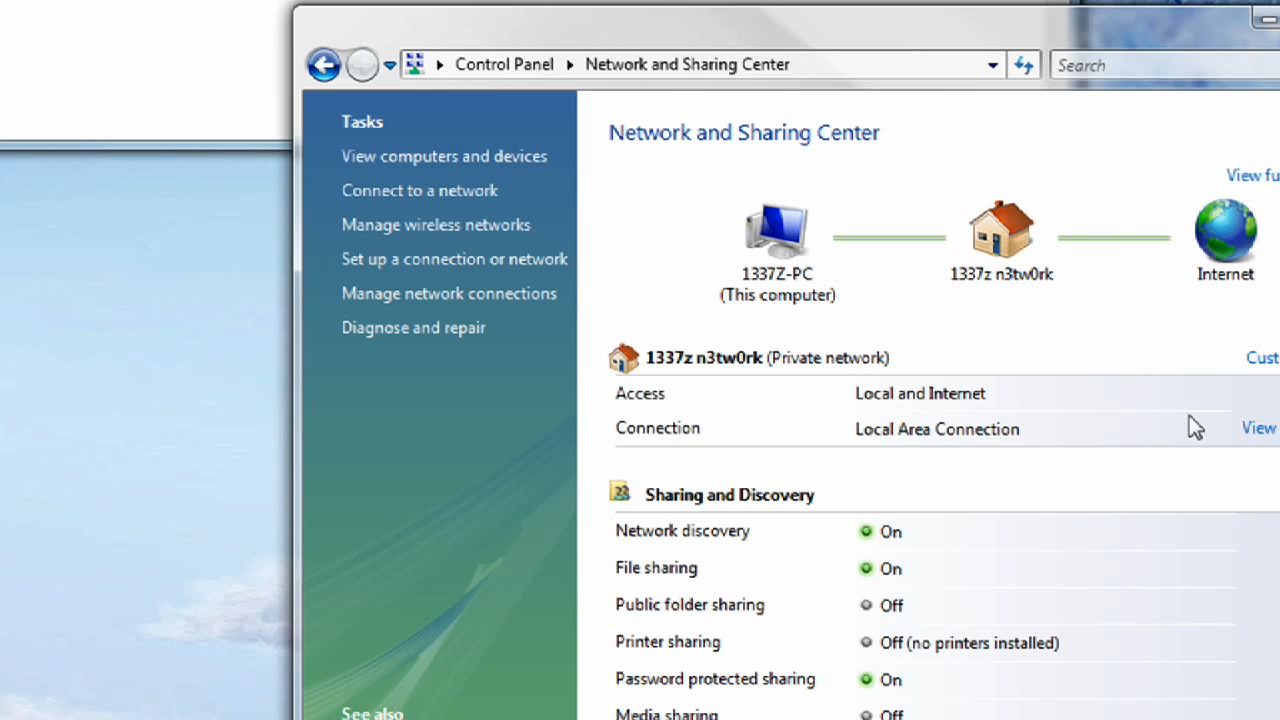 Control Panel
Network and Sharing Center
Search
Tasks
View computers and devices
Connect to a network
Manage wireless networks
Set up a connection or network
Manage network connections
Diagnose and repair
See also
Network and Sharing Center
View fu
1337Z-PC
(This computer)
1337z n3tw0rk
Internet
1337z n3tw0rk (Private network)
Cust
Access Local and Internet
Connection Local Area Connection View
Sharing and Discovery
Network discovery On
File sharing On
Public folder sharing Off
Printer sharing Off (no printers installed)
Password protected sharing On
Media sharing Off